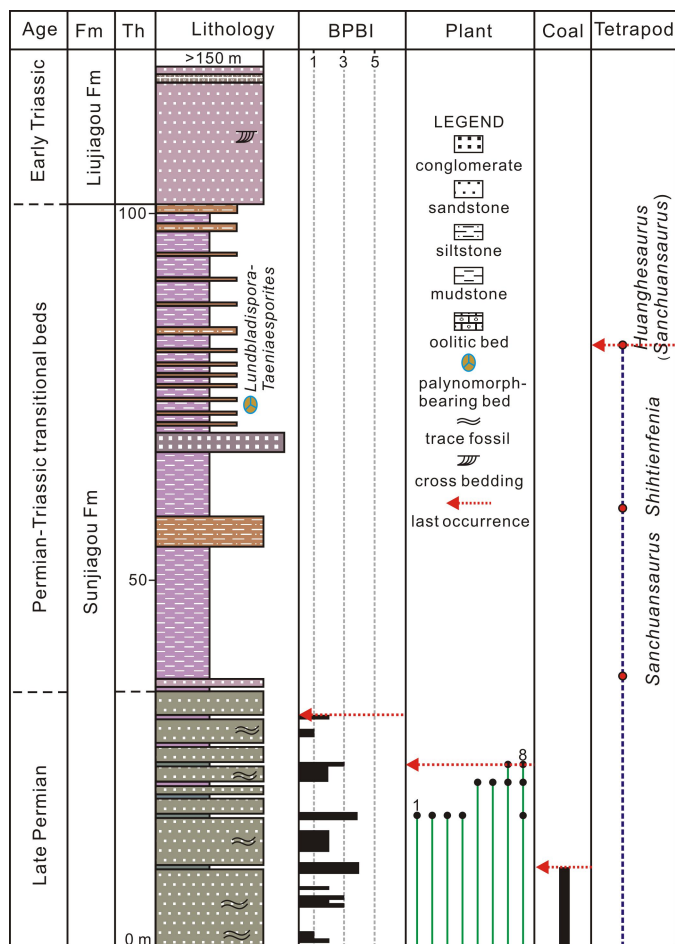 Age Fm Th Lithology BPBI Plant Coal Tetrapod
>150 m
1 3 5
Early Triassic
Liujiagou Fm
100
Permian-Triassic transitional beds
Sunjiagou Fm
50
Late Permian
0 m
Lundbladispora-
Taeniaesporites
LEGEND
conglomerate
sandstone
siltstone
mudstone
oolitic bed
palynomorph-
bearing bed
trace fossil
cross bedding
last occurrence
1
8
Huanghesaurus
(Sanchuansaurus)
Shihtienfenia
Sanchuansaurus